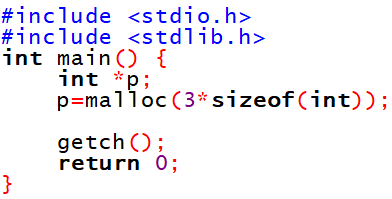 #include <stdio.h>
#include <stdlib.h>
int main() {
    int *p;
    p=malloc(3*sizeof(int));

    getch();
    return 0;
}